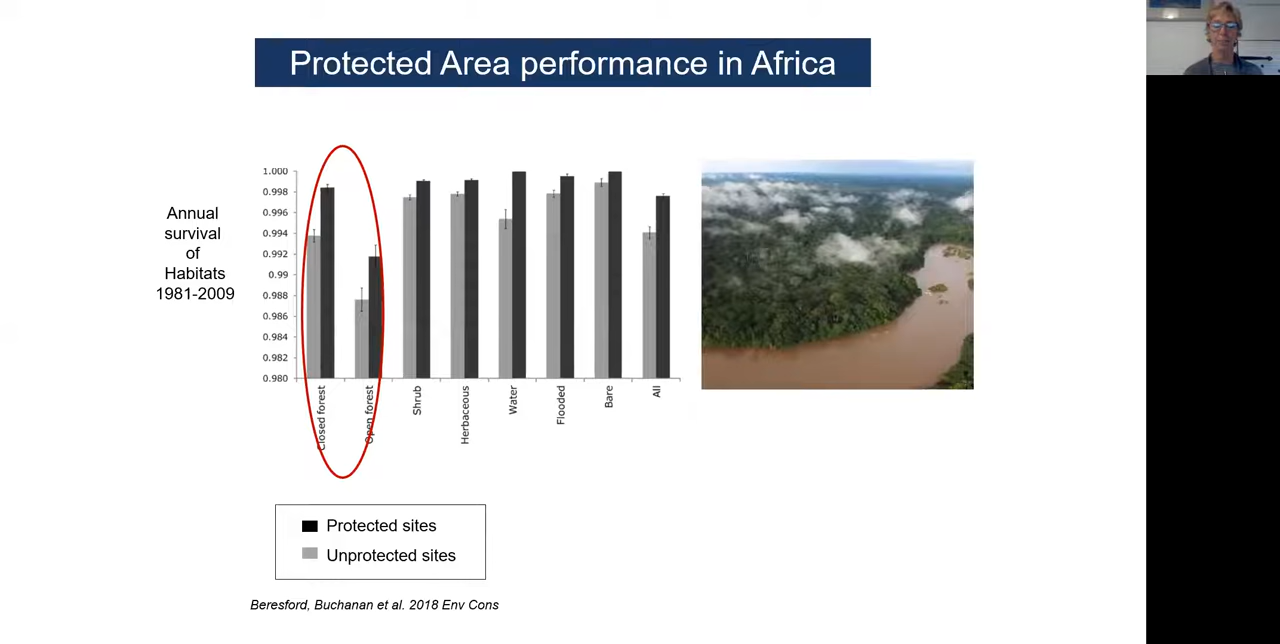 Protected Area performance in Africa
Annual
survival
of
Habitats
1981-2009
1.000
0.998
0.996
0.994
0.992
0.99
0.988
0.986
0.984
0.982
0.980
Closed forest
Open forest
Shrub
Herbaceous
Water
Flooded
Bare
All
Protected sites
Unprotected sites
Beresford, Buchanan et al. 2018 Env Cons